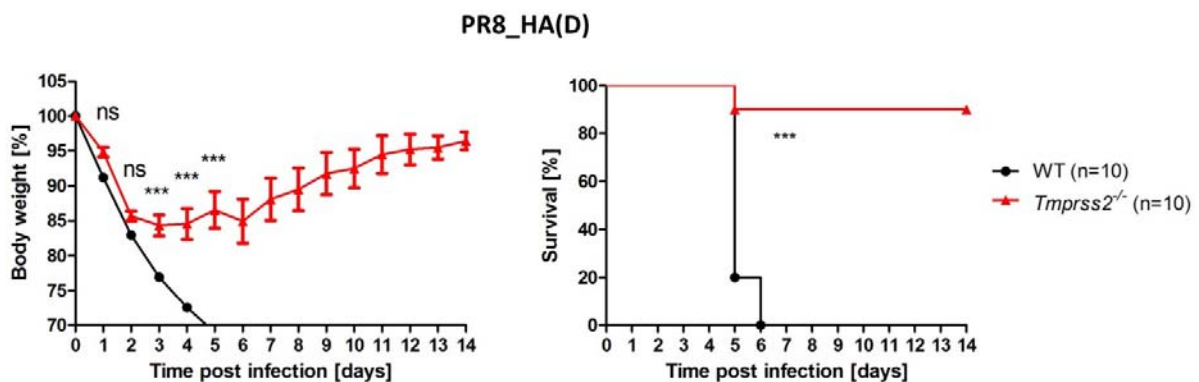 PR8_HA(D)
Body weight [%]
105
100
95
90
85
80
75
70
ns
ns
***
***
***
0 1 2 3 4 5 6 7 8 9 10 11 12 13 14
Time post infection [days]
Survival [%]
100
80
60
40
20
0
***
0 1 2 3 4 5 6 7 8 9 10 11 12 13 14
Time post infection [days]
WT (n=10)
Tmprss2-/- (n=10)